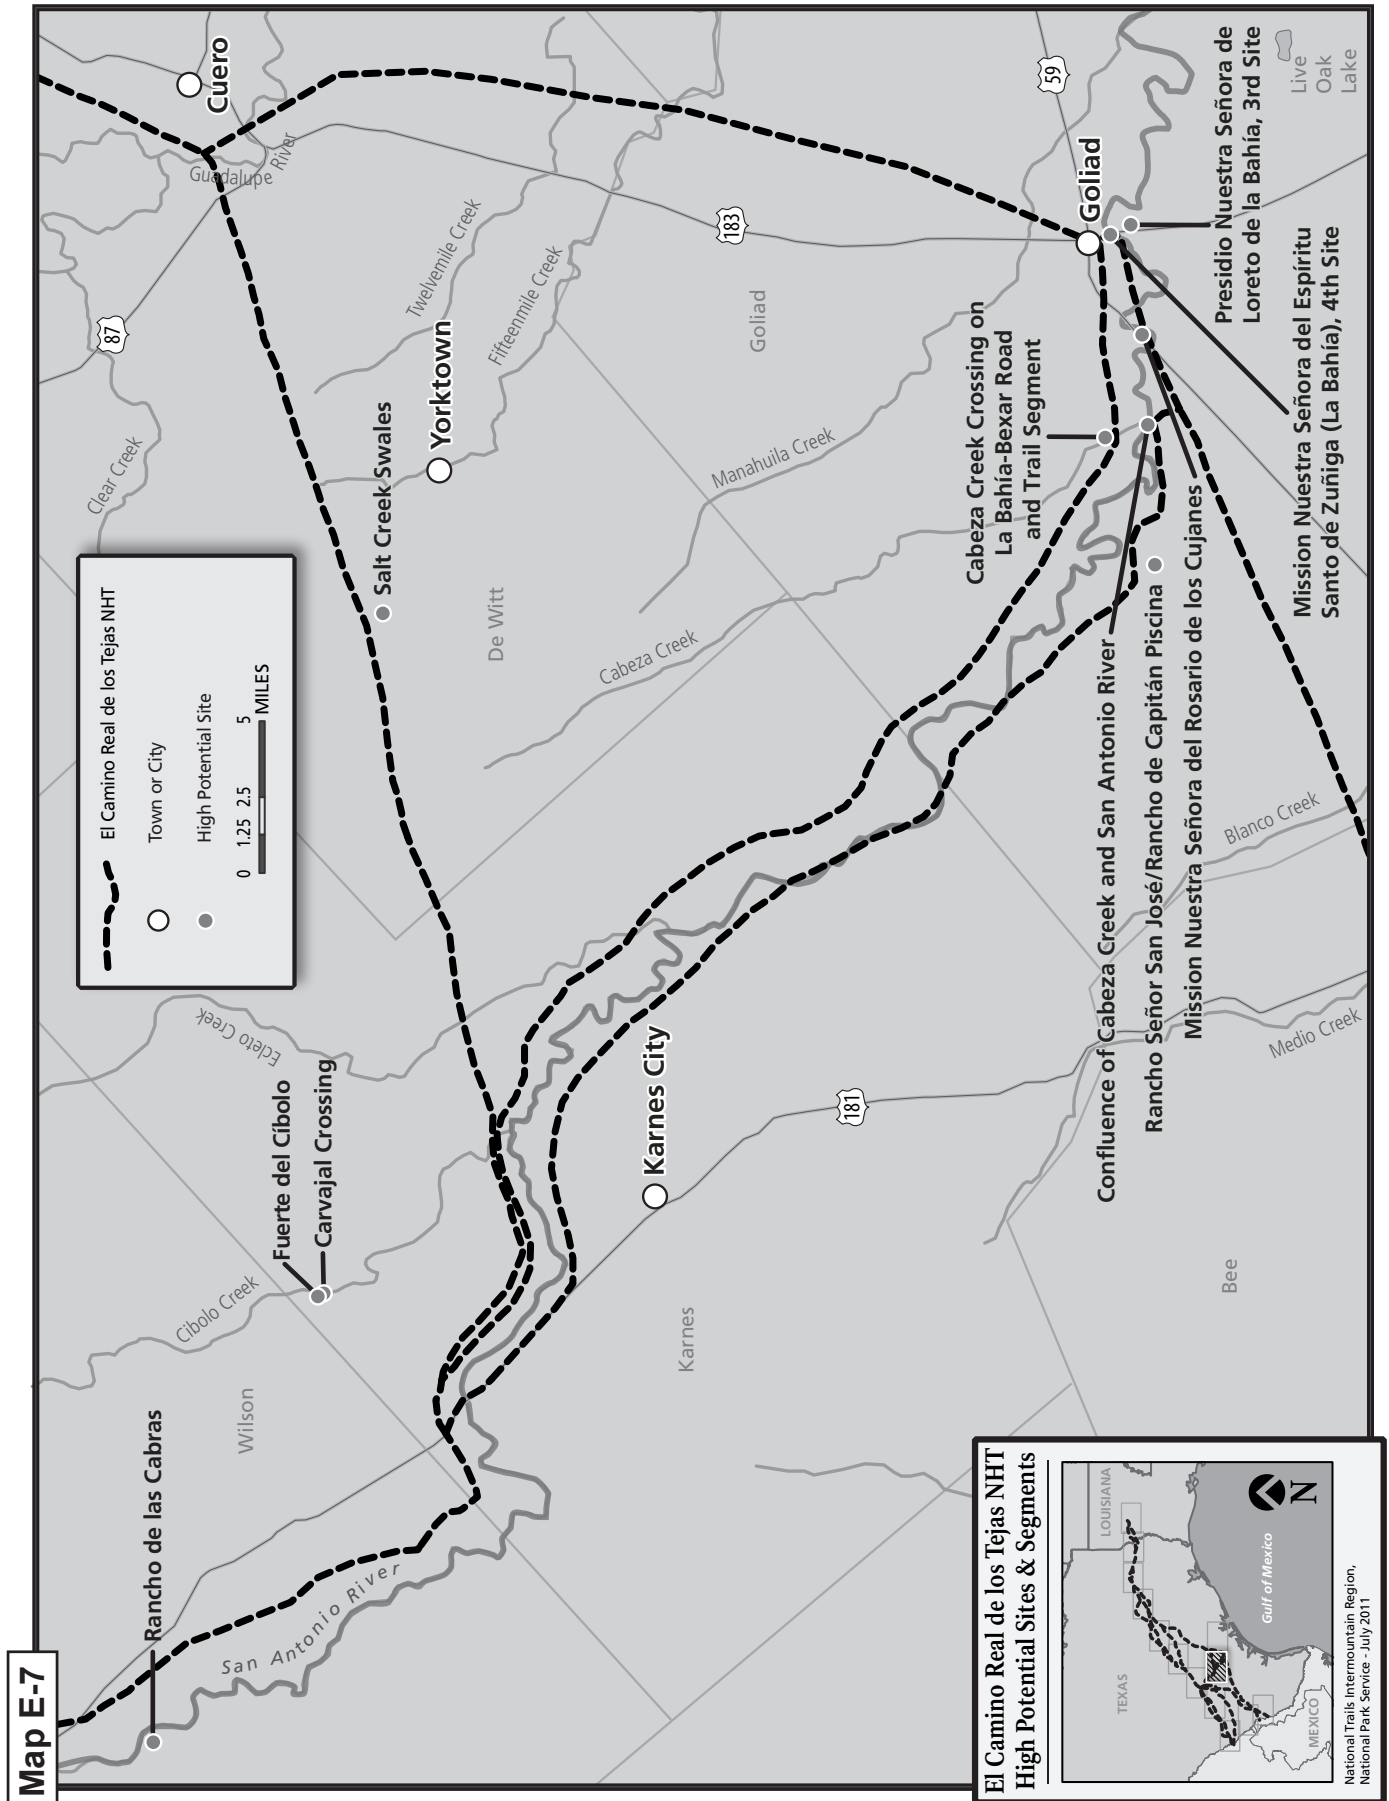 Map E-7
Rancho de las Cabras
San Antonio River
Wilson
Cibolo Creek
Fuerte del Cíbolo
Carvajal Crossing
Ecleto Creek
El Camino Real de los Tejas NHT
Town or City
High Potential Site
0 1.25 2.5 5
MILES
Clear Creek
87
Guadalupe River
Cuero
Salt Creek Swales
Yorktown
Twelvemile Creek
Fifteenmile Creek
De Witt
183
Karnes City
Karnes
181
Cabeza Creek
Manahuila Creek
Goliad
59
Goliad
Cabeza Creek Crossing on
La Bahía-Bexar Road
and Trail Segment
Confluence of Cabeza Creek and San Antonio River
Rancho Señor San José/Rancho de Capitán Piscina
Mission Nuestra Señora del Rosario de los Cujanes
Presidio Nuestra Señora de
Loreto de la Bahía, 3rd Site
Mission Nuestra Señora del Espíritu
Santo de Zuñiga (La Bahía), 4th Site
Live
Oak
Lake
Blanco Creek
Medio Creek
Bee
El Camino Real de los Tejas NHT
High Potential Sites & Segments
LOUISIANA
TEXAS
Gulf of Mexico
MEXICO
N
National Trails Intermountain Region,
National Park Service - July 2011